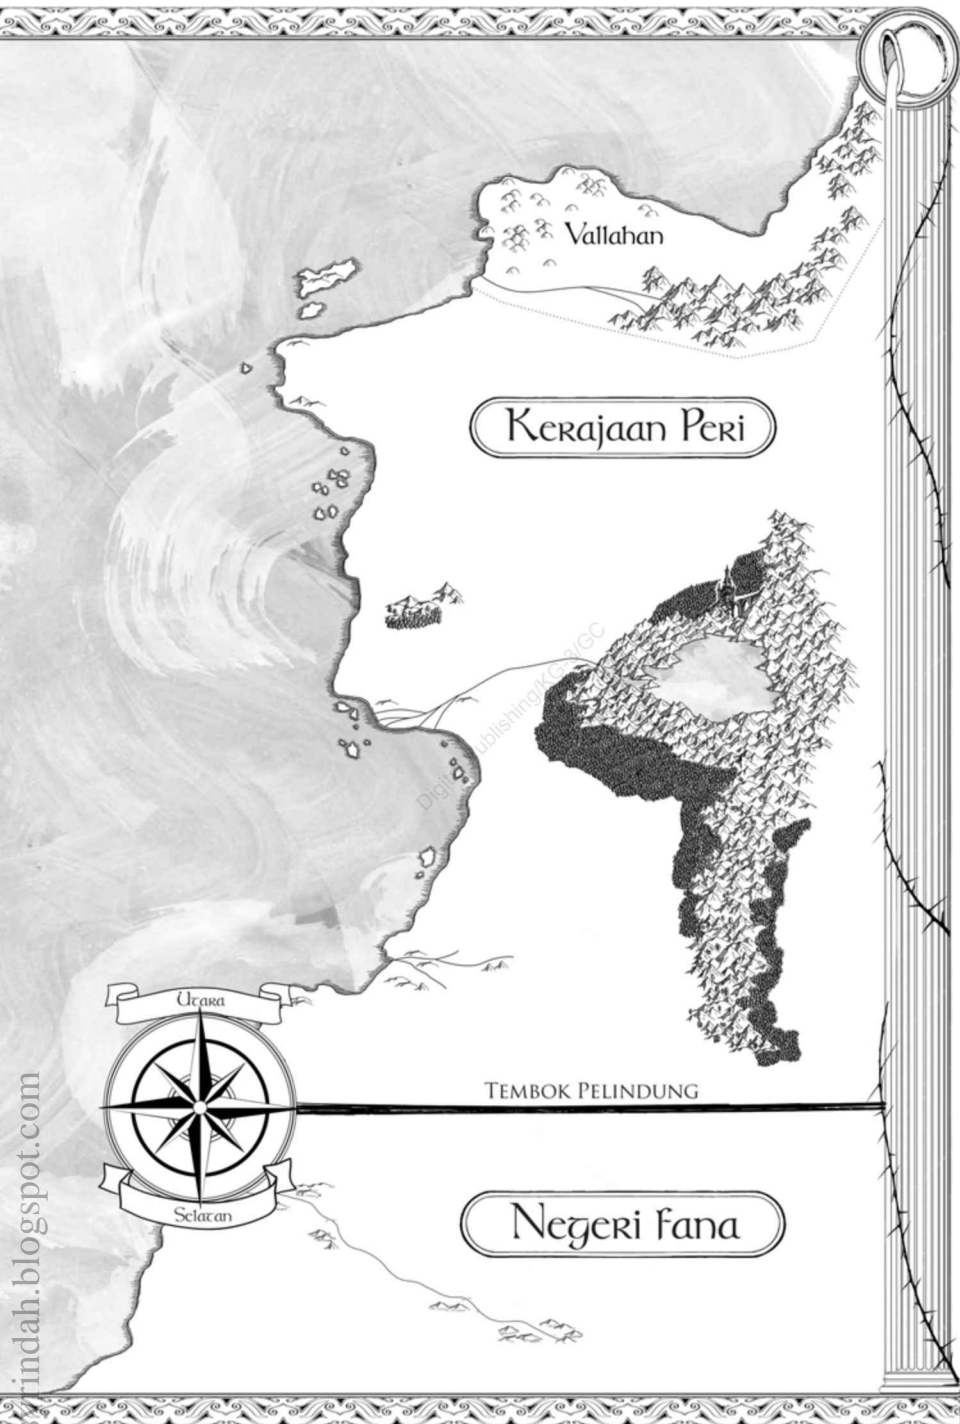 Vallahan
Kerajaan Peri
Utara
Tembok Pelindung
Selatan
Negeri Fana
rindah.blogspot.com